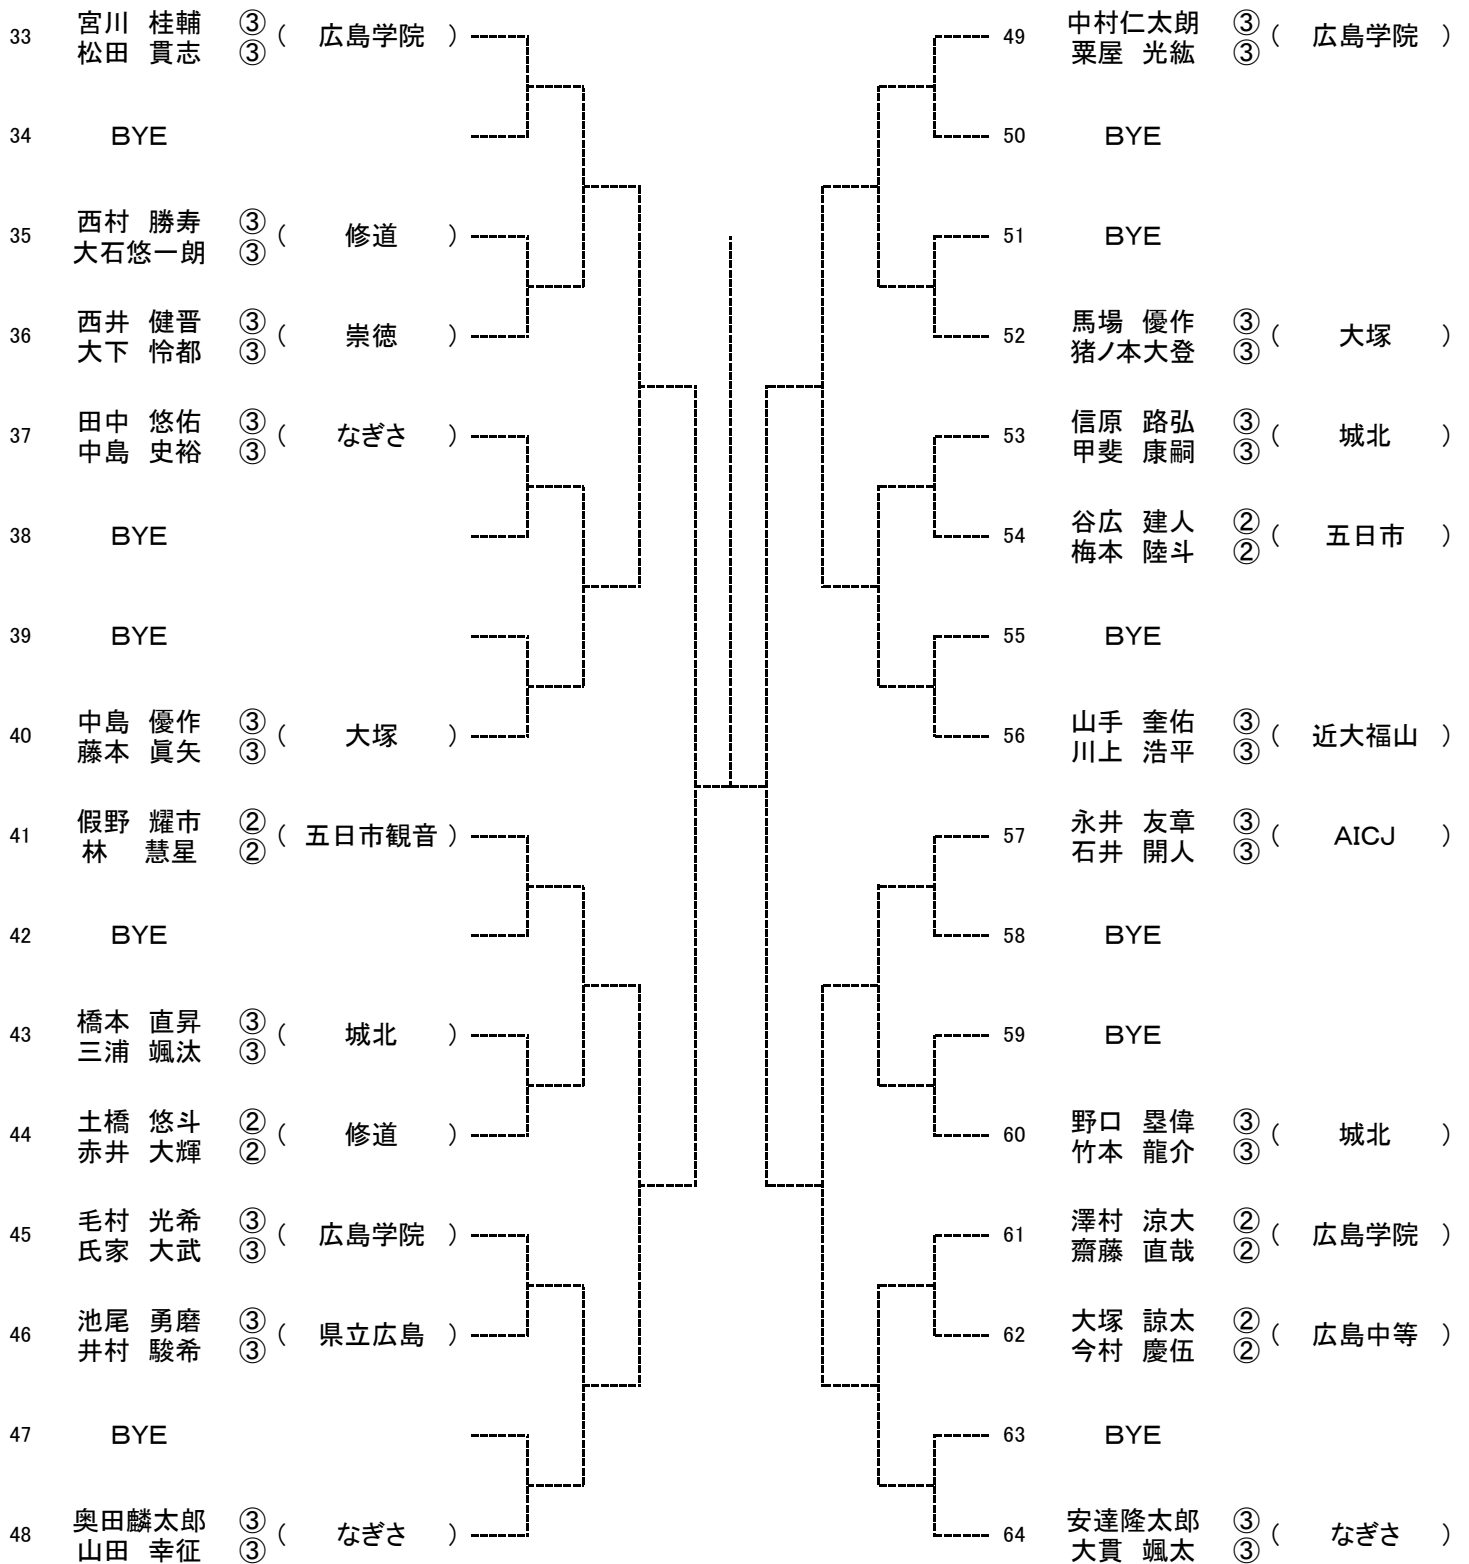 宮川 桂輔 ③
33 ( 広島学院 )
松田 貫志 ③
34 BYE
西村 勝寿 ③
35 ( 修道 )
大石悠一朗 ③
西井 健晋 ③
36 ( 崇徳 )
大下 怜都 ③
田中 悠佑 ③
37 ( なぎさ )
中島 史裕 ③
38 BYE
39 BYE
中島 優作 ③
40 ( 大塚 )
藤本 眞矢 ③
假野 耀市 ②
41 ( 五日市観音 )
林 慧星 ②
42 BYE
橋本 直昇 ③
43 ( 城北 )
三浦 颯汰 ③
土橋 悠斗 ②
44 ( 修道 )
赤井 大輝 ②
毛村 光希 ③
45 ( 広島学院 )
氏家 大武 ③
池尾 勇磨 ③
46 ( 県立広島 )
井村 駿希 ③
47 BYE
奥田麟太郎 ③
48 ( なぎさ )
山田 幸征 ③
中村仁太朗 ③
49 ( 広島学院 )
粟屋 光紘 ③
50 BYE
51 BYE
馬場 優作 ③
52 ( 大塚 )
猪ノ本大登 ③
信原 路弘 ③
53 ( 城北 )
甲斐 康嗣 ③
谷広 建人 ②
54 ( 五日市 )
梅本 陸斗 ②
55 BYE
山手 奎佑 ③
56 ( 近大福山 )
川上 浩平 ③
永井 友章 ③
57 ( AICJ )
石井 開人 ③
58 BYE
59 BYE
野口 塁偉 ③
60 ( 城北 )
竹本 龍介 ③
澤村 涼大 ②
61 ( 広島学院 )
齋藤 直哉 ②
大塚 諒太 ②
62 ( 広島中等 )
今村 慶伍 ②
63 BYE
安達隆太郎 ③
64 ( なぎさ )
大貫 颯太 ③